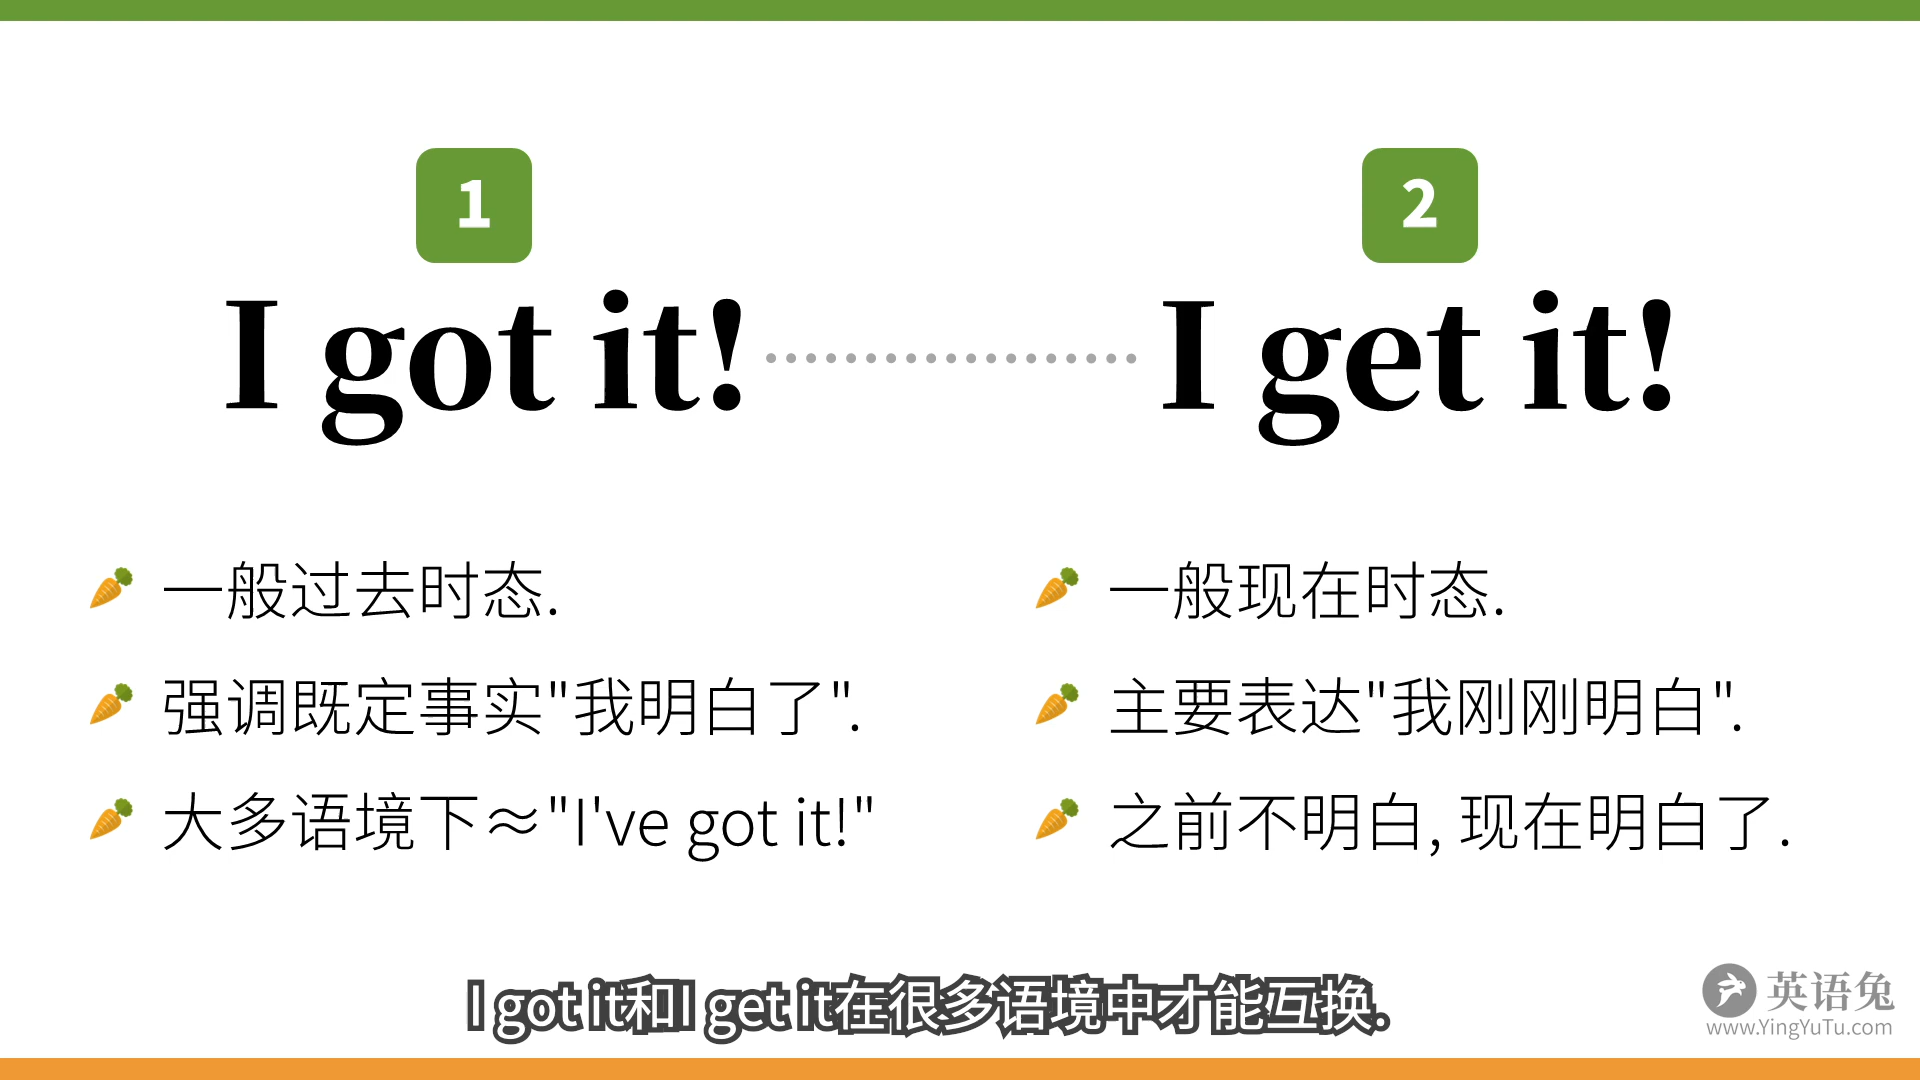 1
I got it!
一般过去时态.
强调既定事实"我明白了".
大多语境下≈"I've got it!"
2
I get it!
一般现在时态.
主要表达"我刚刚明白".
之前不明白, 现在明白了.
I got it和I get it在很多语境中才能互换.
英语兔
www.YingYuTu.com